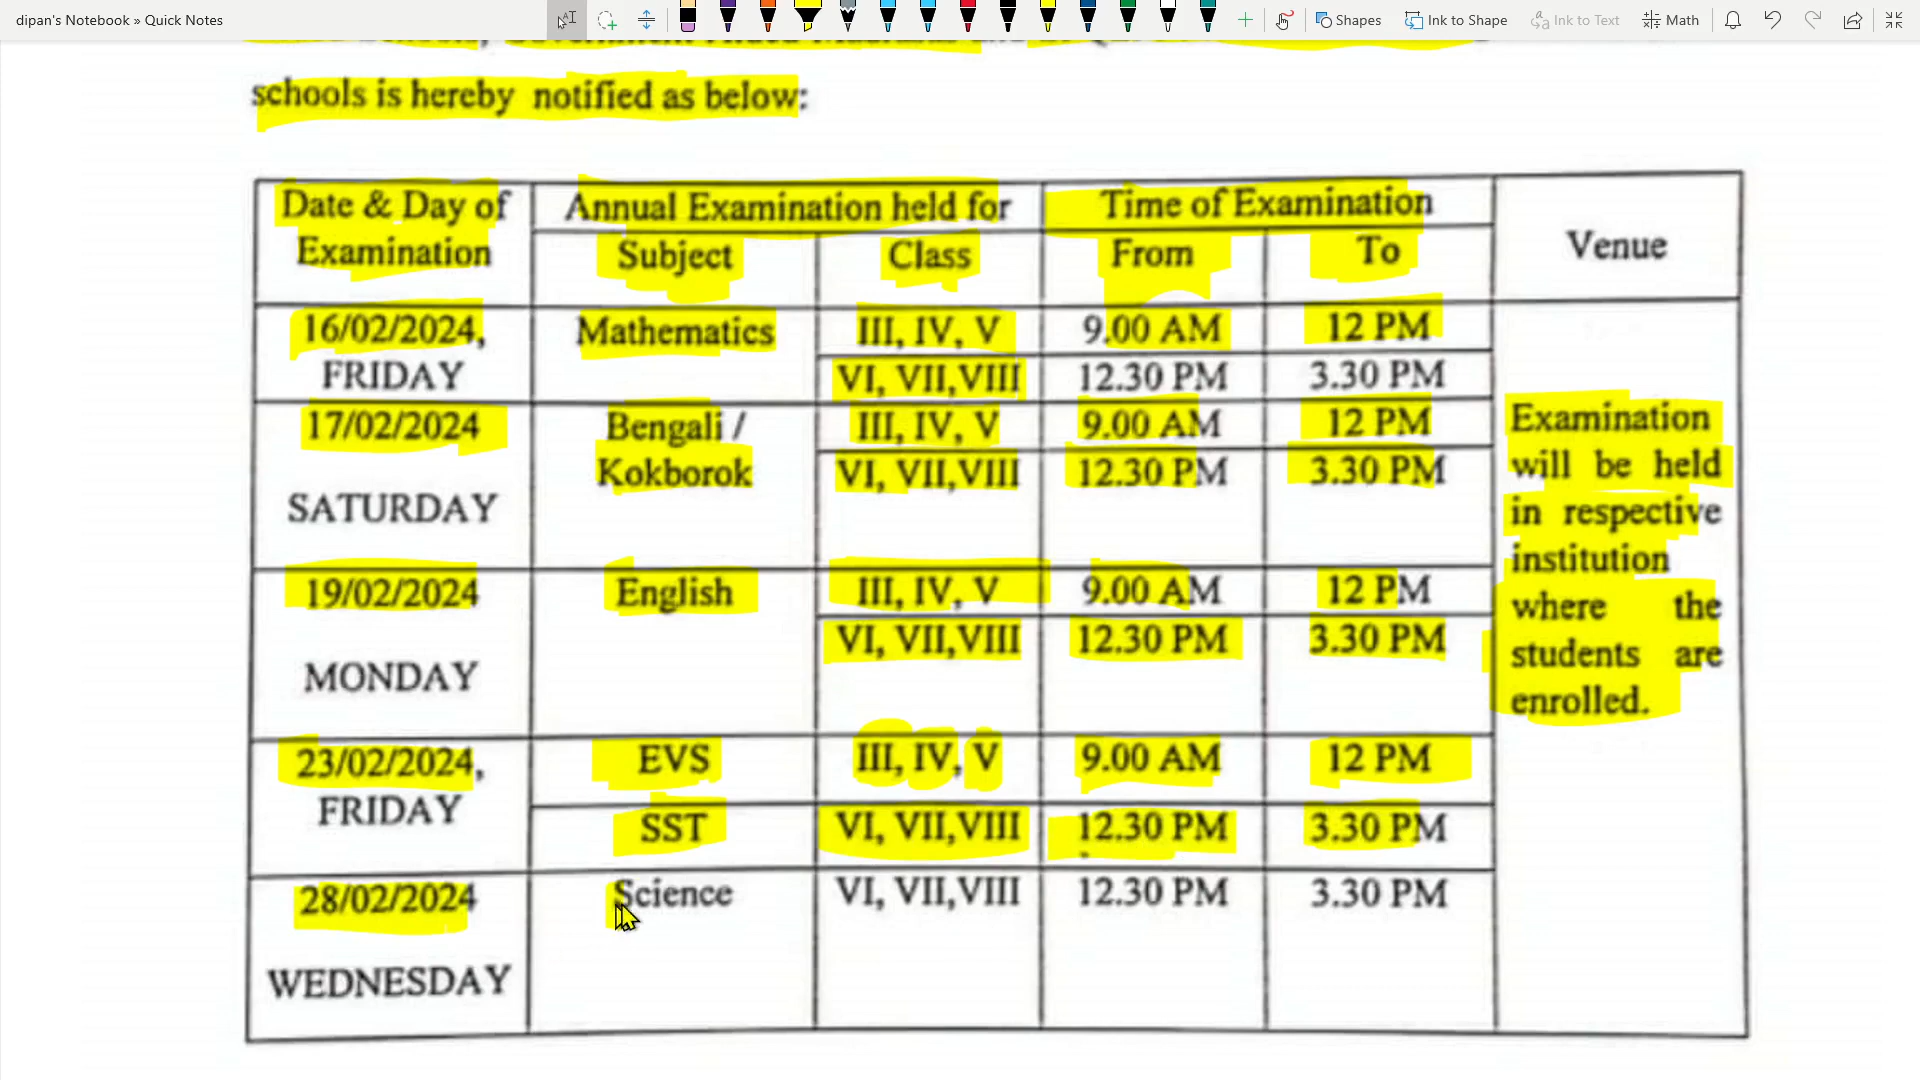 dipan's Notebook » Quick Notes
Shapes
Ink to Shape
Ink to Text
Math
schools is hereby notified as below:
Date & Day of Examination
Annual Examination held for
Time of Examination
Venue
Subject
Class
From
To
16/02/2024,
FRIDAY
Mathematics
III, IV, V
9.00 AM
12 PM
VI, VII,VIII
12.30 PM
3.30 PM
17/02/2024
SATURDAY
Bengali /
Kokborok
III, IV, V
9.00 AM
12 PM
VI, VII,VIII
12.30 PM
3.30 PM
19/02/2024
MONDAY
English
III, IV, V
9.00 AM
12 PM
VI, VII,VIII
12.30 PM
3.30 PM
23/02/2024,
FRIDAY
EVS
III, IV, V
9.00 AM
12 PM
SST
VI, VII,VIII
12.30 PM
3.30 PM
28/02/2024
WEDNESDAY
Science
VI, VII,VIII
12.30 PM
3.30 PM
Examination
will be held
in respective
institution
where the
students are
enrolled.